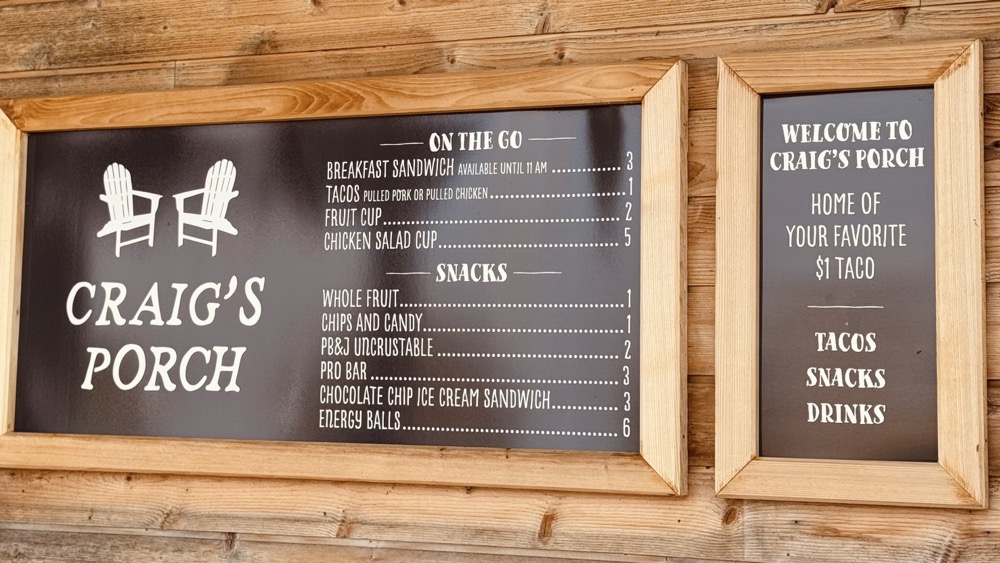 CRAIG'S
PORCH
ON THE GO
BREAKFAST SANDWICH AVAILABLE UNTIL 11 AM ........ 3
TACOS PULLED PORK OR PULLED CHICKEN ........ 1
FRUIT CUP ........ 2
CHICKEN SALAD CUP ........ 5
SNACKS
WHOLE FRUIT ........ 1
CHIPS AND CANDY ........ 1
PB&J UNCRUSTABLE ........ 2
PRO BAR ........ 3
CHOCOLATE CHIP ICE CREAM SANDWICH ........ 3
ENERGY BALLS ........ 6
WELCOME TO
CRAIG'S PORCH
HOME OF
YOUR FAVORITE
$1 TACO
TACOS
SNACKS
DRINKS